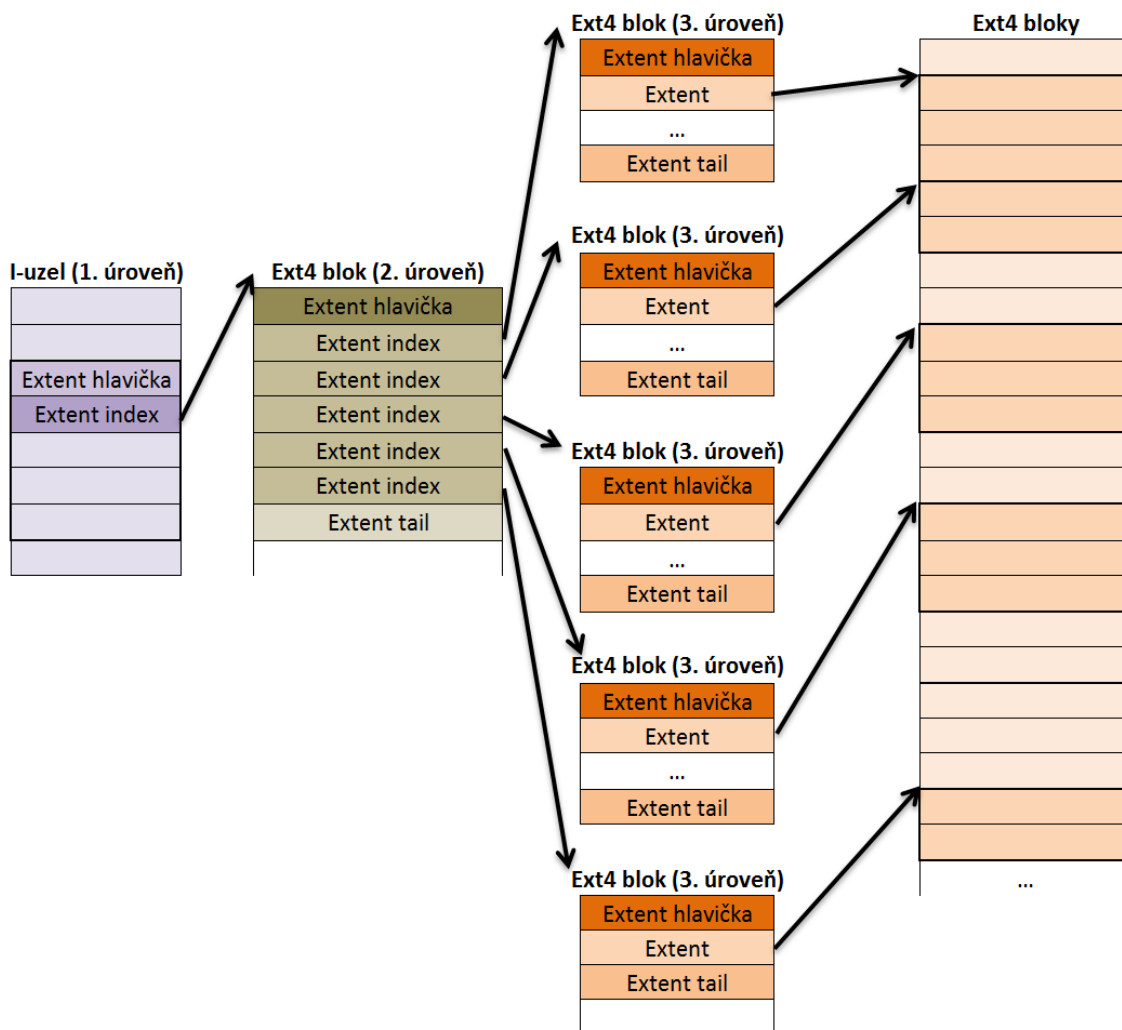 I-uzel (1. úroveň)
Extent hlavička
Extent index
Ext4 blok (2. úroveň)
Extent hlavička
Extent index
Extent index
Extent index
Extent index
Extent index
Extent tail
Ext4 blok (3. úroveň)
Extent hlavička
Extent
...
Extent tail
Ext4 blok (3. úroveň)
Extent hlavička
Extent
...
Extent tail
Ext4 blok (3. úroveň)
Extent hlavička
Extent
...
Extent tail
Ext4 blok (3. úroveň)
Extent hlavička
Extent
...
Extent tail
Ext4 blok (3. úroveň)
Extent hlavička
Extent
Extent tail
Ext4 bloky
...